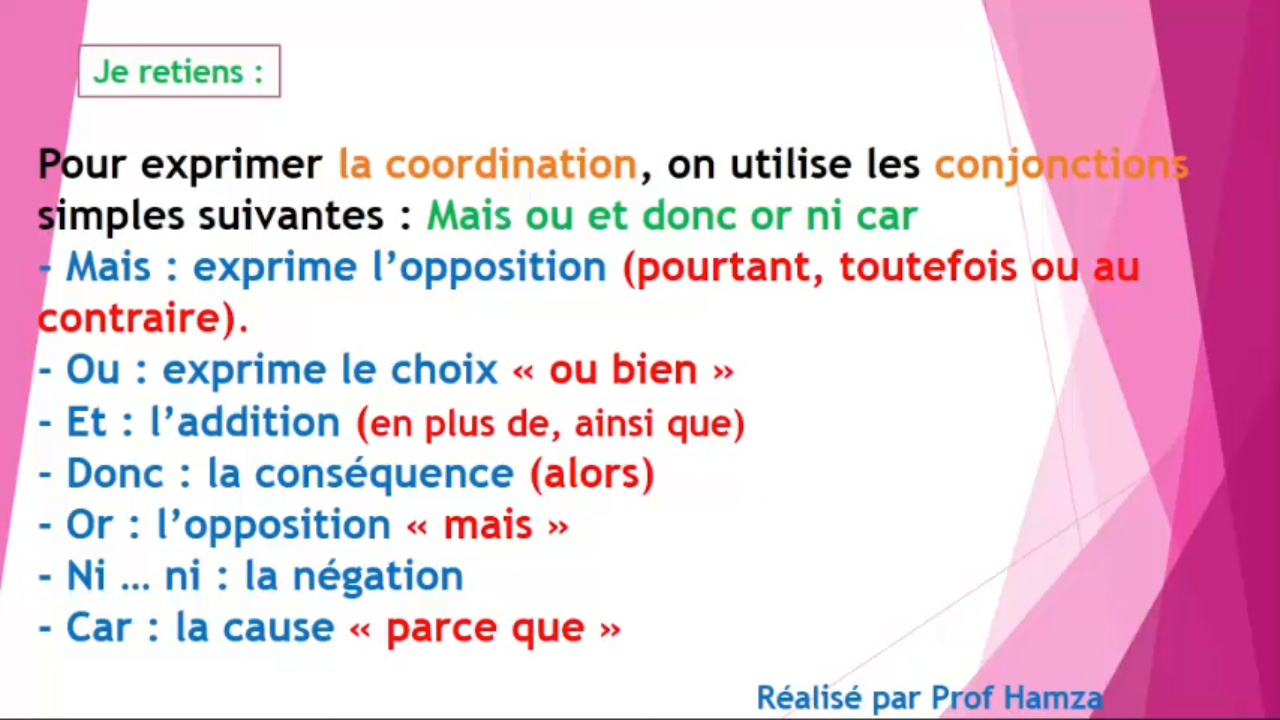 Je retiens :
Pour exprimer la coordination, on utilise les conjonctions
simples suivantes : Mais ou et donc or ni car
- Mais : exprime l’opposition (pourtant, toutefois ou au
contraire).
- Ou : exprime le choix « ou bien »
- Et : l’addition (en plus de, ainsi que)
- Donc : la conséquence (alors)
- Or : l’opposition « mais »
- Ni … ni : la négation
- Car : la cause « parce que »
Réalisé par Prof Hamza